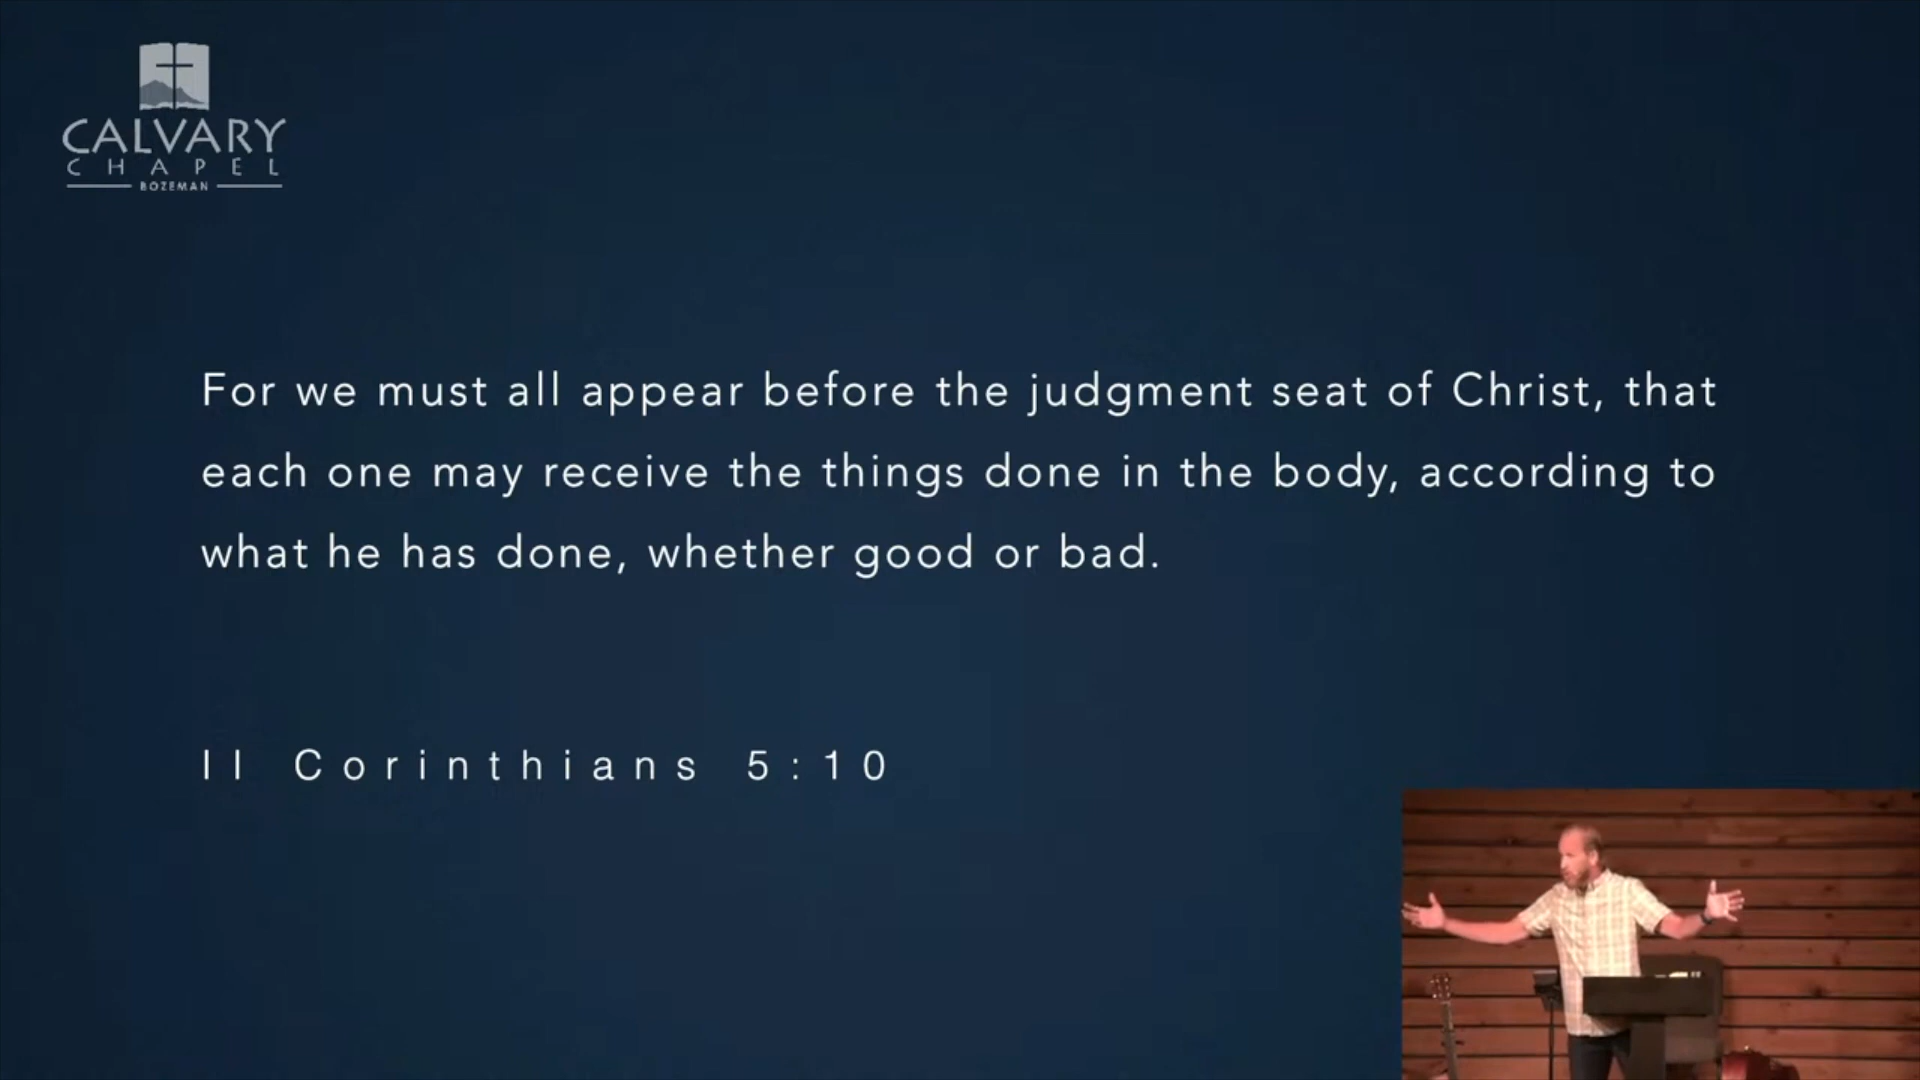 CALVARY
CHAPEL
BOZEMAN
For we must all appear before the judgment seat of Christ, that
each one may receive the things done in the body, according to
what he has done, whether good or bad.
II Corinthians 5:10